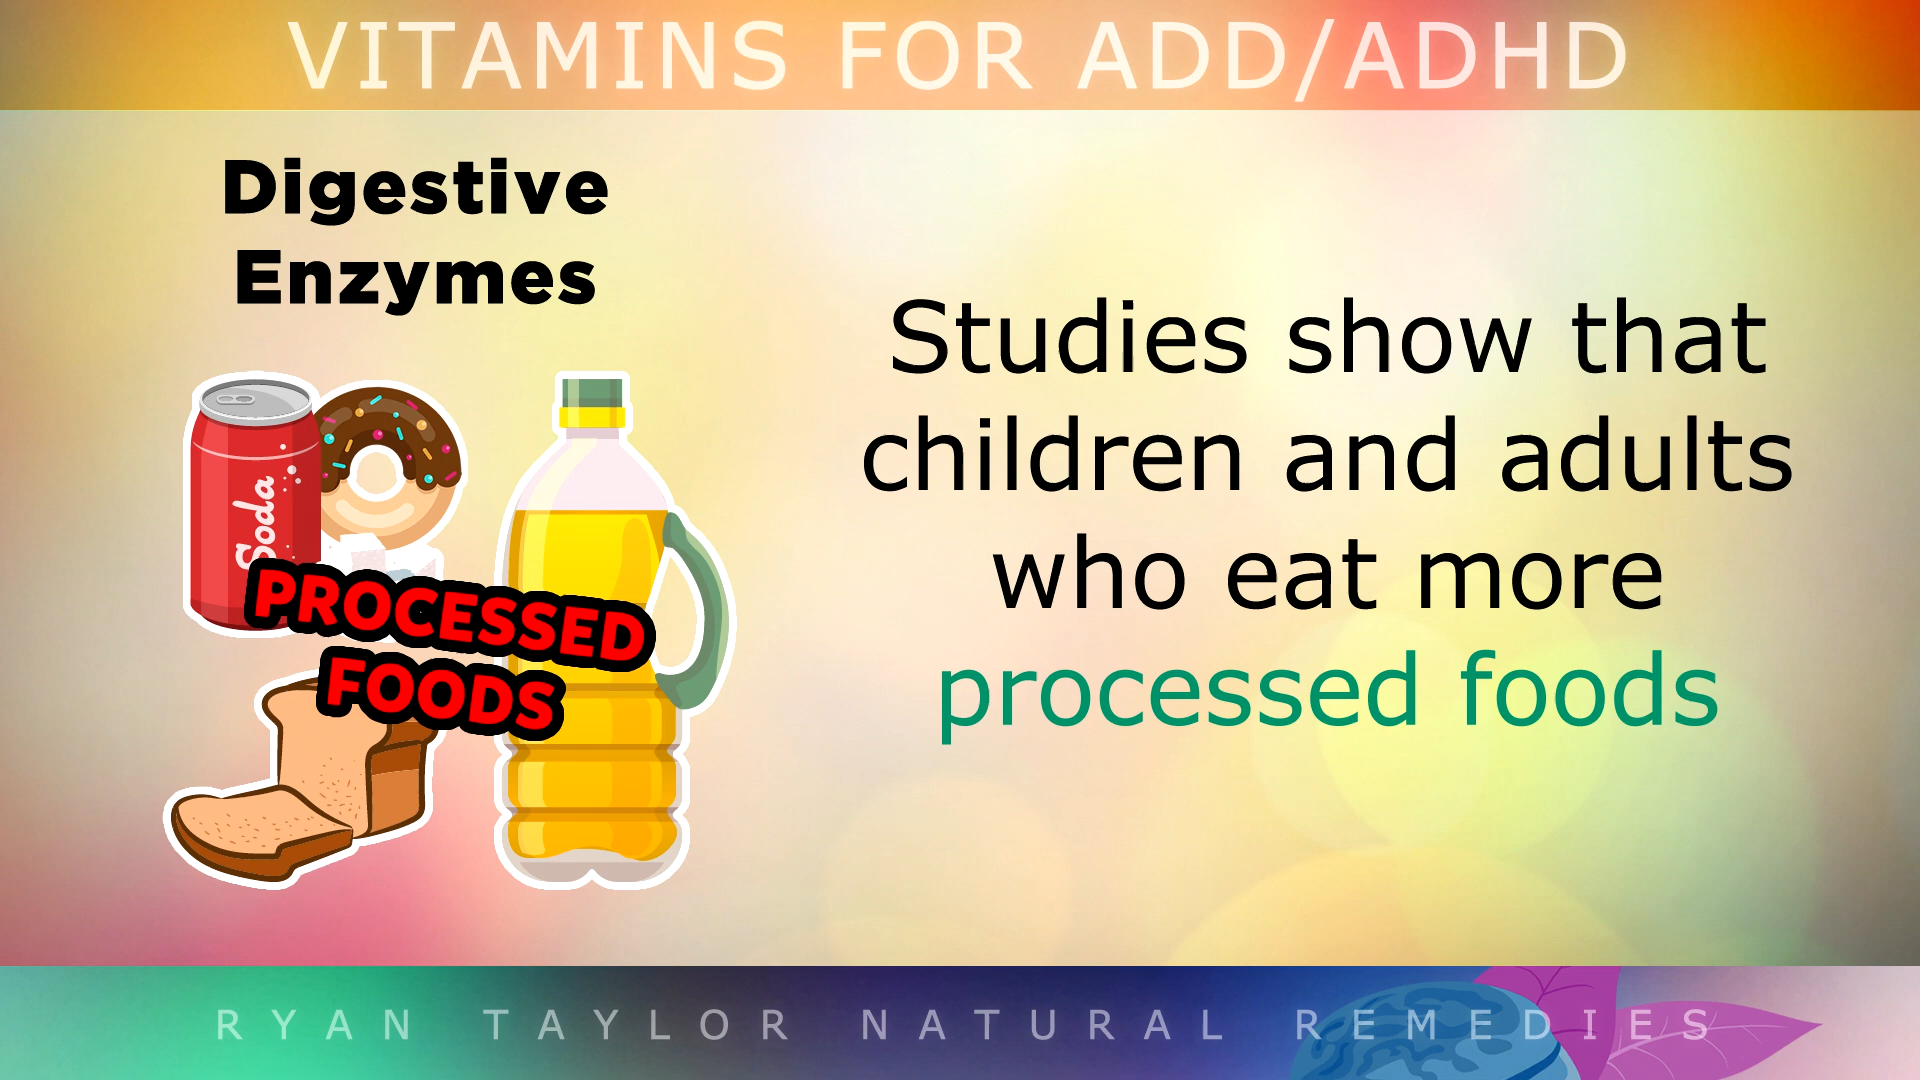 VITAMINS FOR ADD/ADHD
Digestive
Enzymes
Soda
PROCESSED
FOODS
Studies show that
children and adults
who eat more
processed foods
RYAN TAYLOR NATURAL REMEDIES